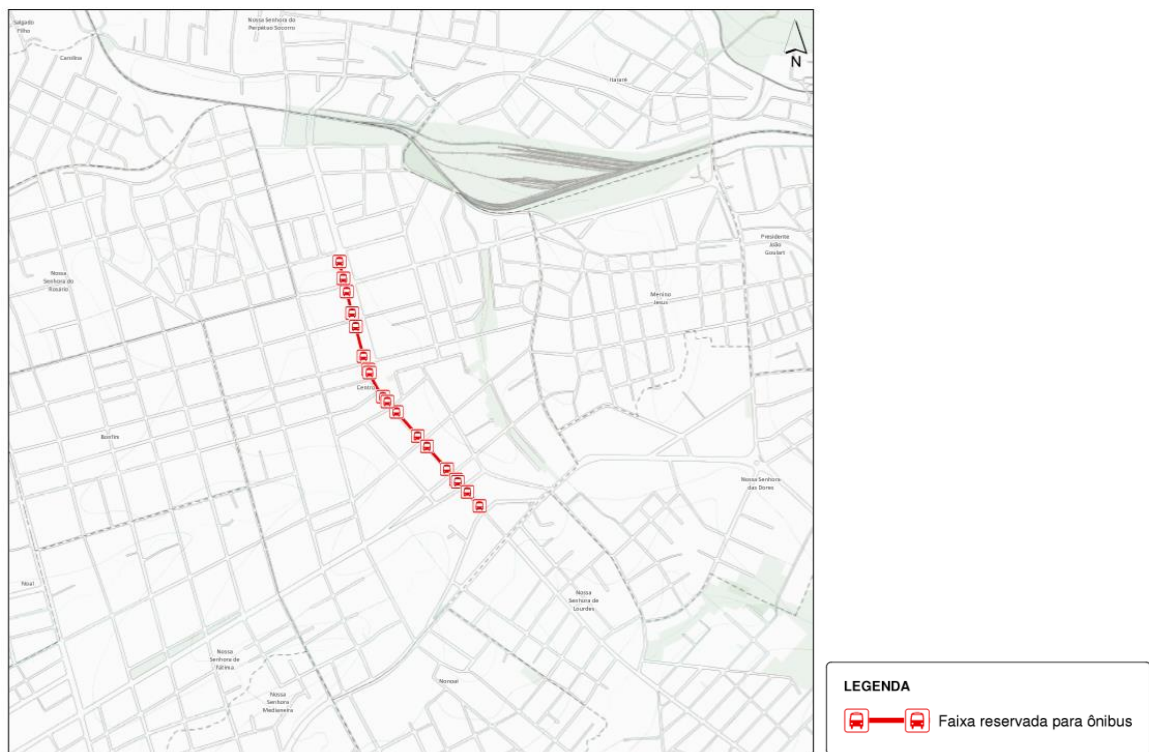 Salgado
Filho
Nossa Senhora do
Perpétuo Socorro
N
Carolina
Itararé
Presidente
João
Goulart
Nossa
Senhora do
Rosário
Menino
Jesus
Centro
Bonfim
Nossa Senhora
das Dores
Noal
Nossa
Senhora de
Lourdes
Nossa
Senhora de
Fátima
Nonoai
Nossa
Senhora
Medianeira
LEGENDA
Faixa reservada para ônibus